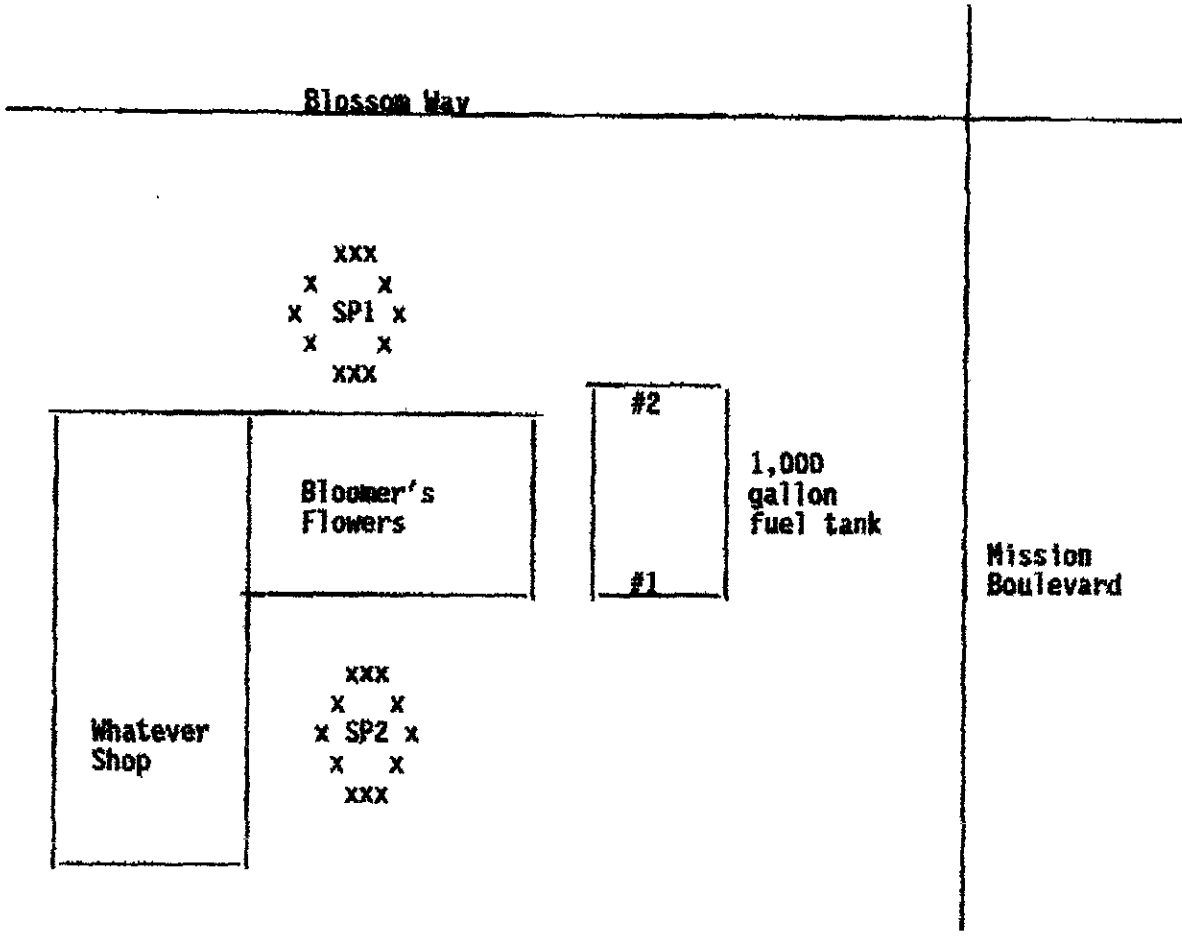 Blossom Way
xxx
x x
x SP1 x
x x
xxx
#2
Bloomer's
Flowers
1,000
gallon
fuel tank
#1
Mission
Boulevard
xxx
x x
x SP2 x
x x
xxx
Whatever
Shop